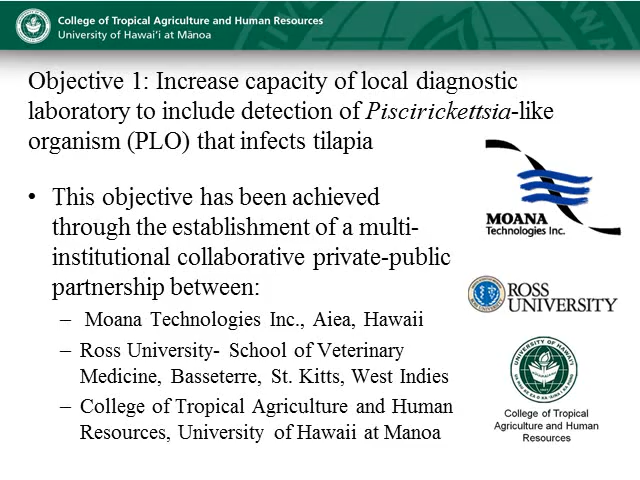 College of Tropical Agriculture and Human Resources
University of Hawai‘i at Mānoa
Objective 1: Increase capacity of local diagnostic
laboratory to include detection of Piscirickettsia-like
organism (PLO) that infects tilapia
• This objective has been achieved
through the establishment of a multi-
institutional collaborative private-public
partnership between:
– Moana Technologies Inc., Aiea, Hawaii
– Ross University- School of Veterinary
Medicine, Basseterre, St. Kitts, West Indies
– College of Tropical Agriculture and Human
Resources, University of Hawaii at Manoa
MOANA
Technologies Inc.
ROSS
UNIVERSITY
UNIVERSITY OF HAWAI‘I
College of Tropical
Agriculture and Human
Resources